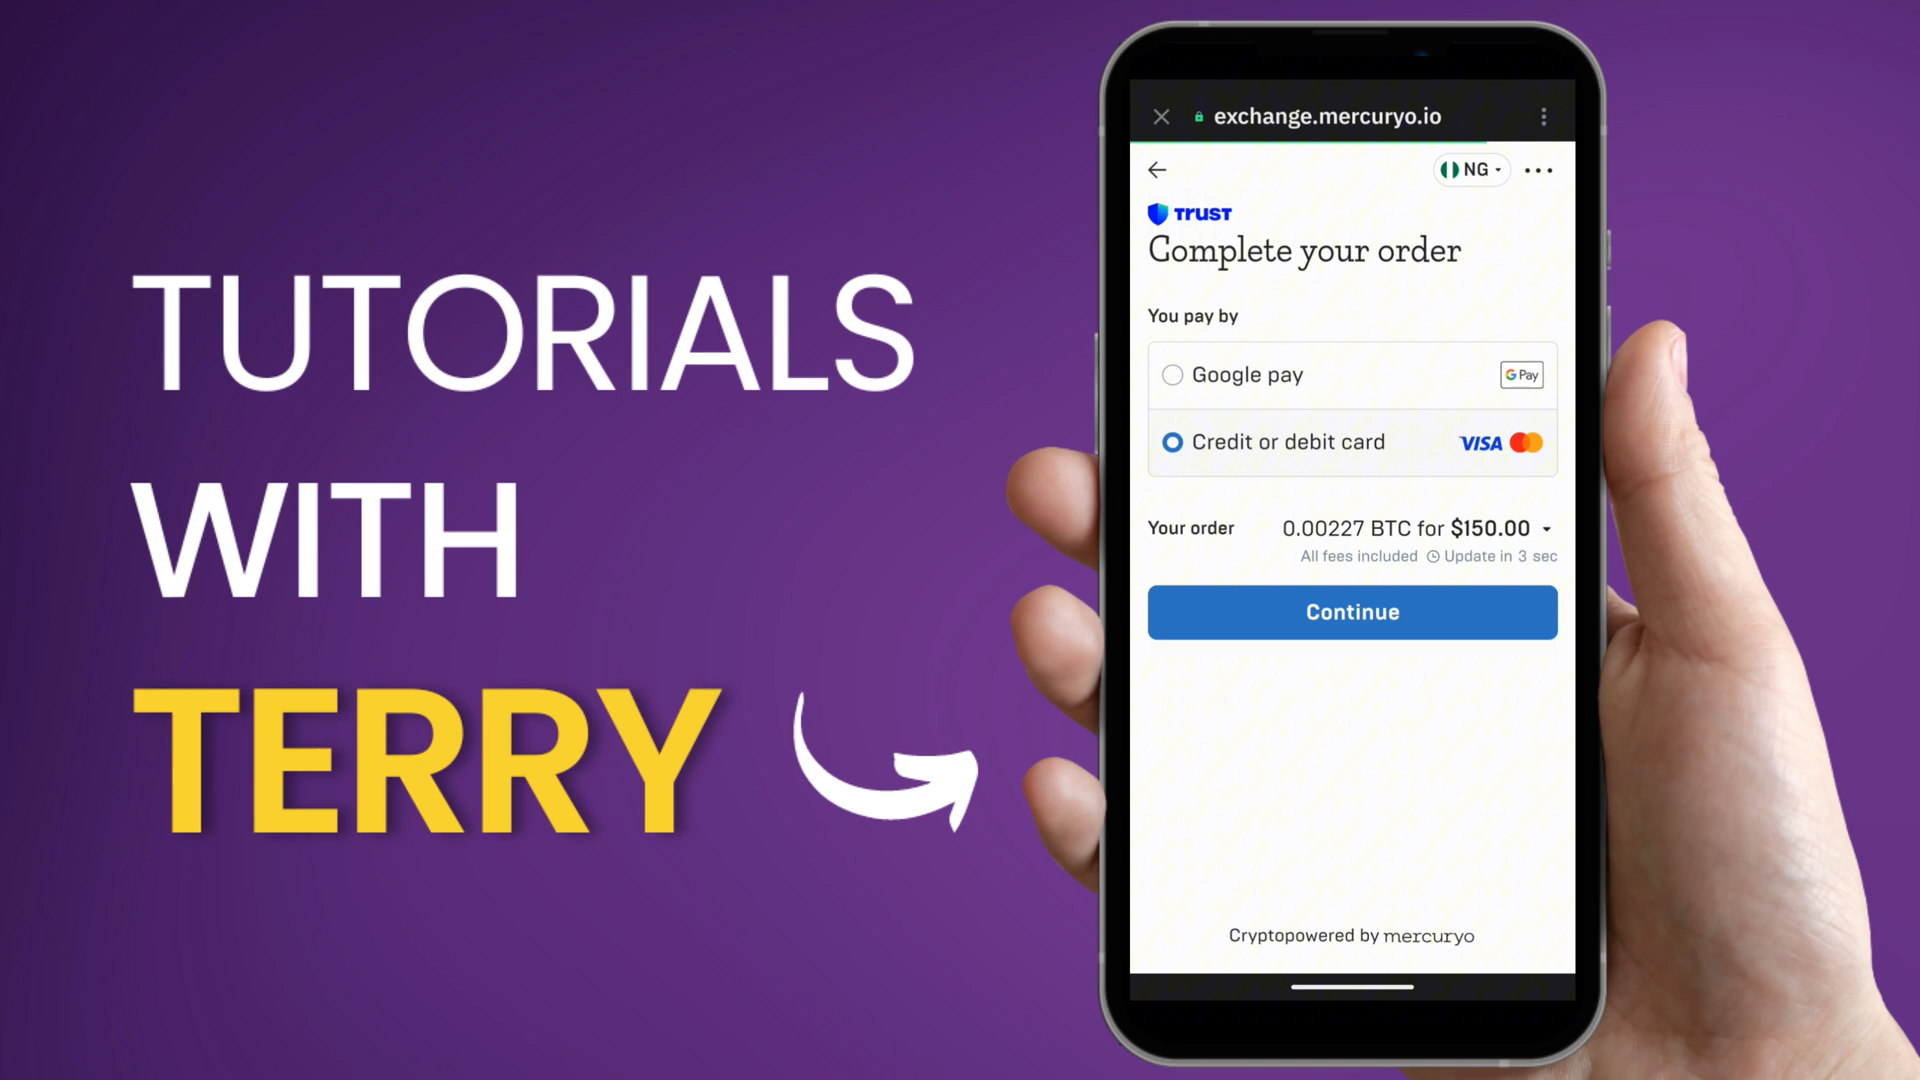 TUTORIALS
WITH
TERRY
exchange.mercuryo.io
NG
TRUST
Complete your order
You pay by
Google pay
G Pay
Credit or debit card
VISA
Your order 0.00227 BTC for $150.00
All fees included Update in 3 sec
Continue
Cryptopowered by mercuryo